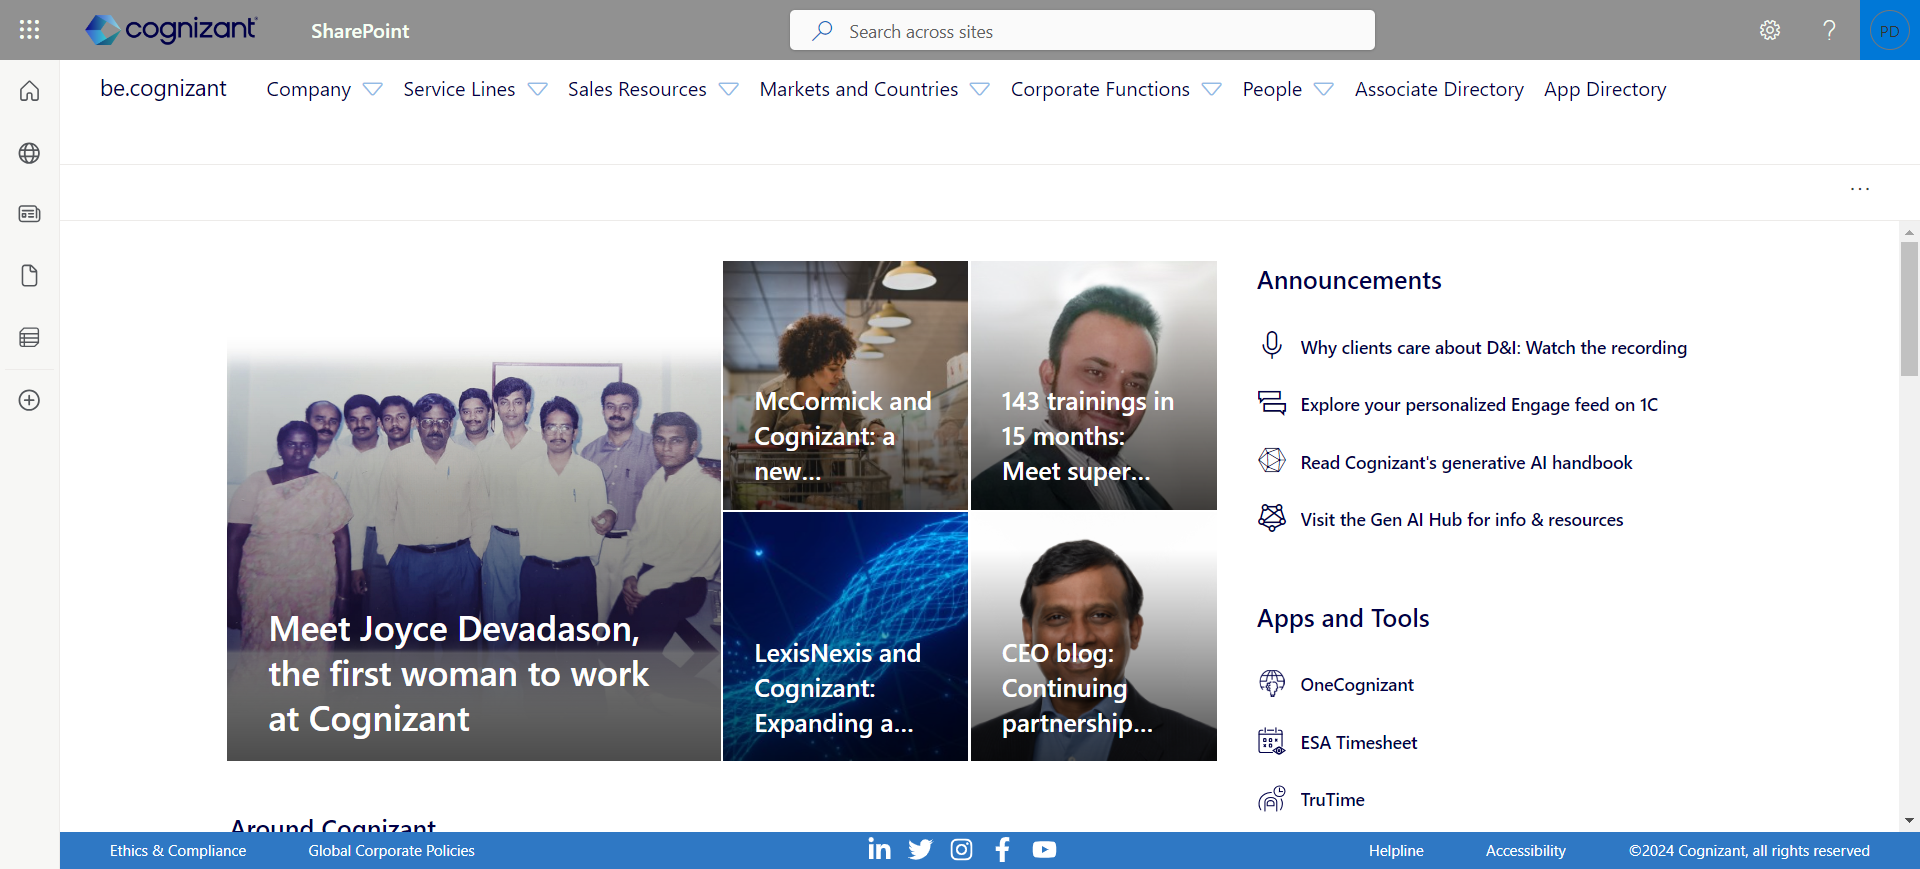 cognizant
SharePoint
Search across sites
?
PD
be.cognizant
Company
Service Lines
Sales Resources
Markets and Countries
Corporate Functions
People
Associate Directory
App Directory
...
Meet Joyce Devadason,
the first woman to work
at Cognizant
McCormick and
Cognizant: a
new...
143 trainings in
15 months:
Meet super...
LexisNexis and
Cognizant:
Expanding a...
CEO blog:
Continuing
partnership...
Announcements
Why clients care about D&I: Watch the recording
Explore your personalized Engage feed on 1C
Read Cognizant's generative AI handbook
Visit the Gen AI Hub for info & resources
Apps and Tools
OneCognizant
ESA Timesheet
TruTime
Around Cognizant
Ethics & Compliance
Global Corporate Policies
Helpline
Accessibility
©2024 Cognizant, all rights reserved